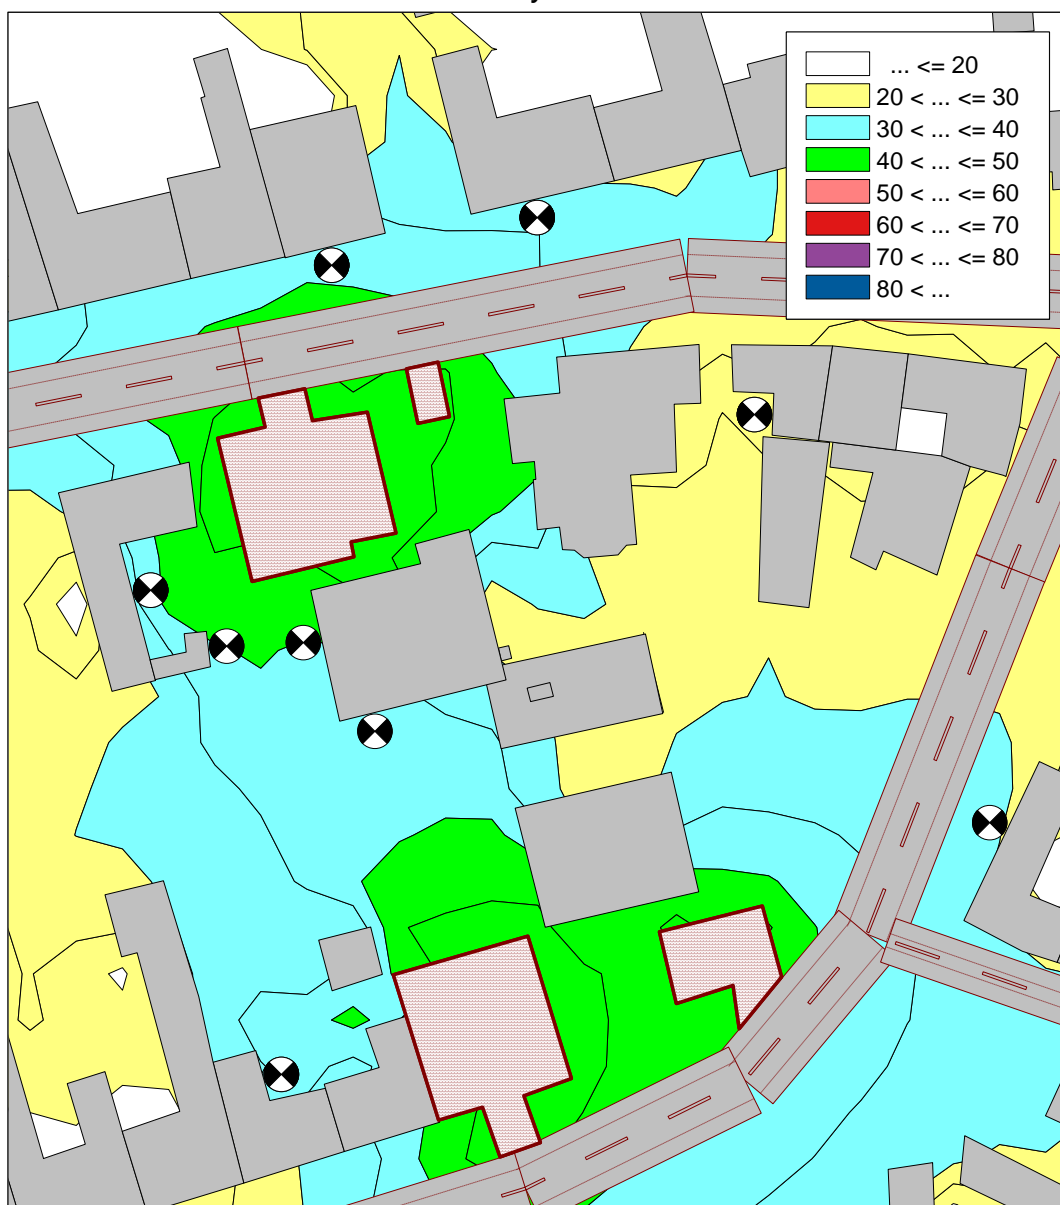 ... <= 20
20 < ... <= 30
30 < ... <= 40
40 < ... <= 50
50 < ... <= 60
60 < ... <= 70
70 < ... <= 80
80 < ...